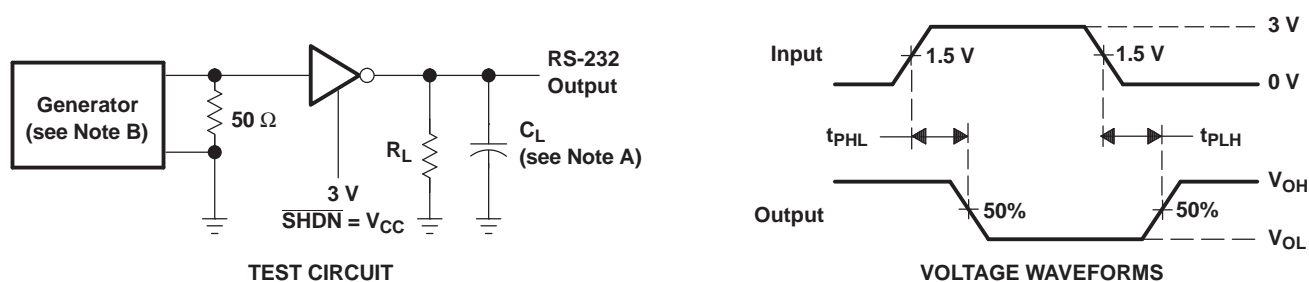 Generator
(see Note B)
50 Ω
3 V
SHDN = VCC
RL
CL
(see Note A)
RS-232
Output
TEST CIRCUIT
Input
1.5 V
1.5 V
3 V
0 V
tPHL
tPLH
Output
50%
50%
VOH
VOL
VOLTAGE WAVEFORMS